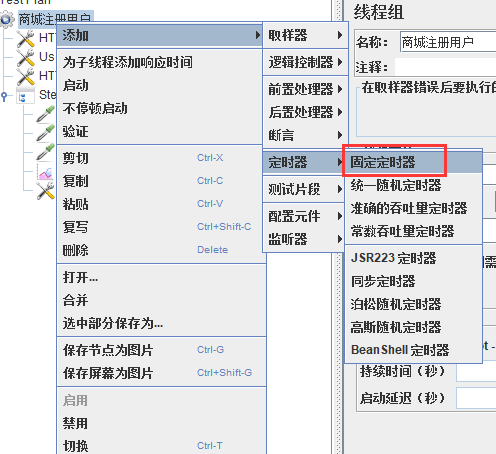 Test Plan
商城注册用户
HT
Us
HT
Ste
添加
为子线程添加响应时间
启动
不停顿启动
验证
剪切 Ctrl-X
复制 Ctrl-C
粘贴 Ctrl-V
复写 Ctrl+Shift-C
删除 Delete
打开...
合并
选中部分保存为...
保存节点为图片 Ctrl-G
保存屏幕为图片 Ctrl+Shift-G
启用
禁用
切换 Ctrl-T
取样器
逻辑控制器
前置处理器
后置处理器
断言
定时器
测试片段
配置元件
监听器
固定定时器
统一随机定时器
准确的吞吐量定时器
常数吞吐量定时器
JSR223 定时器
同步定时器
泊松随机定时器
高斯随机定时器
BeanShell 定时器
线程组
名称: 商城注册用户
注释:
在取样器错误后要执行的
需
t -
持续时间（秒）
启动延迟（秒）